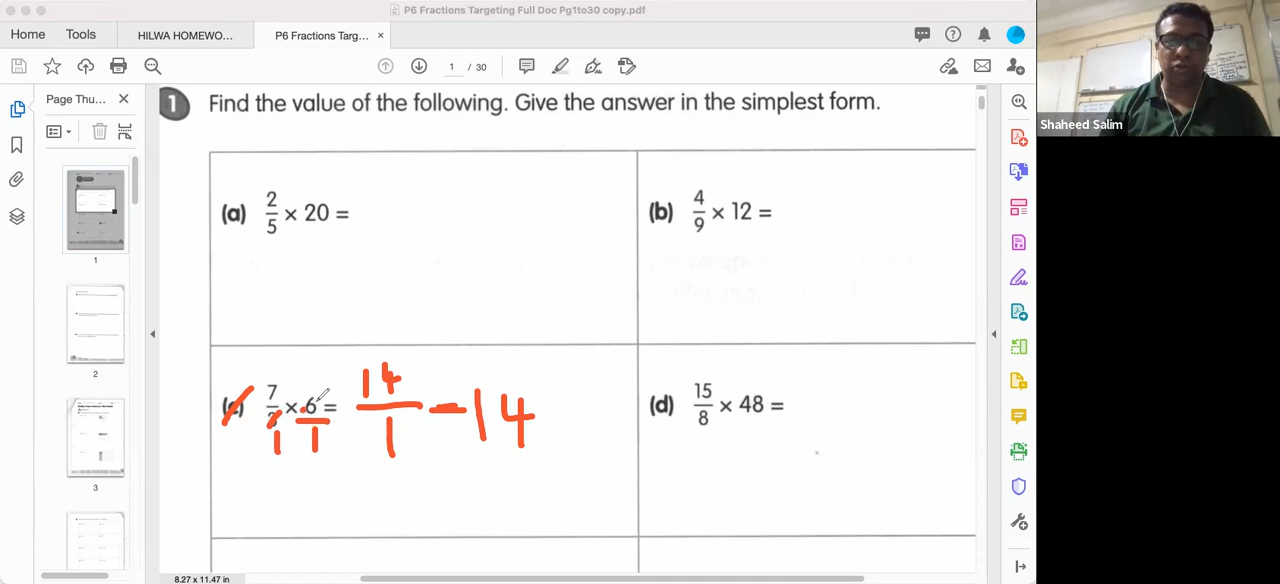 P6 Fractions Targeting Full Doc Pg1to30 copy.pdf
Home Tools HILWA HOMEWO... P6 Fractions Targ... ×
1 / 30
Page Thu...
1
2
3
1 Find the value of the following. Give the answer in the simplest form.
(a) 2/5 × 20 =
(b) 4/9 × 12 =
(c) 7/3 × 6 = 14/1 = 14
1 1
(d) 15/8 × 48 =
8.27 x 11.47 in
Shaheed Salim